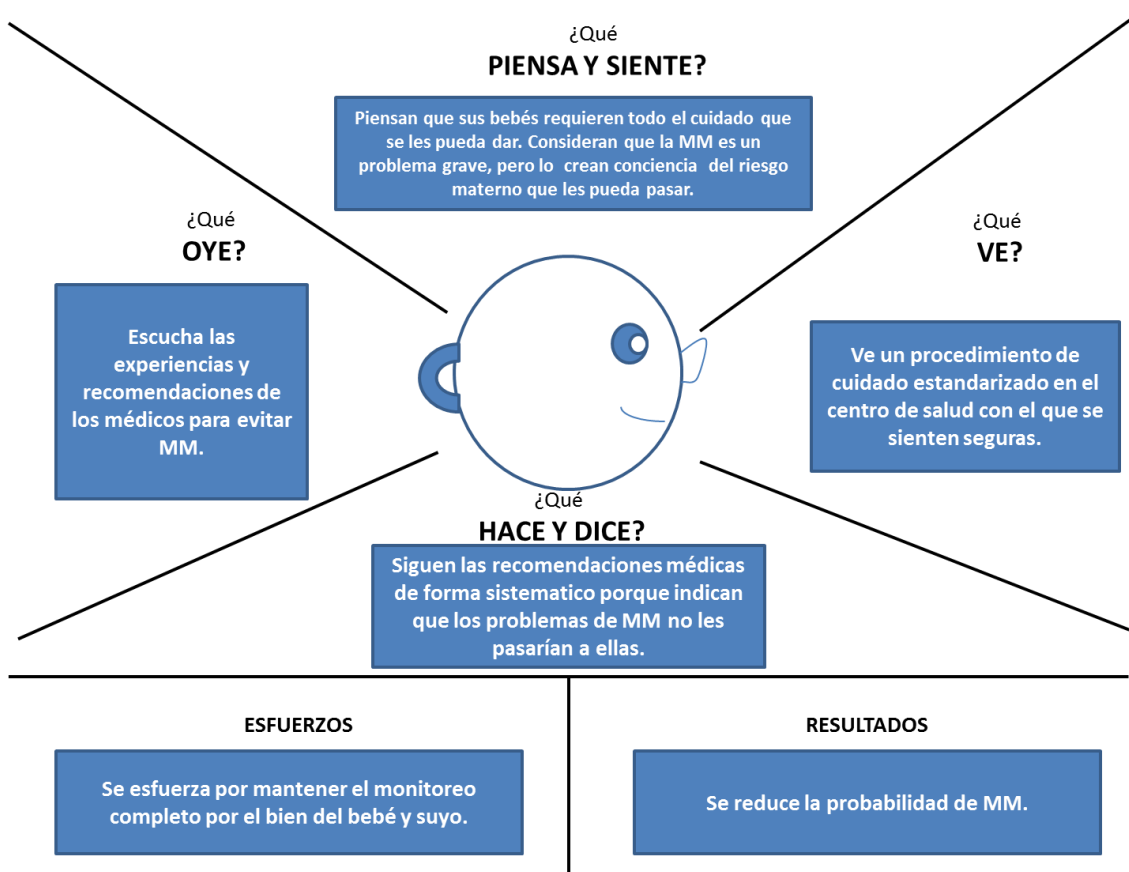 ¿Qué
PIENSA Y SIENTE?
Piensan que sus bebés requieren todo el cuidado que
se les pueda dar. Consideran que la MM es un
problema grave, pero lo crean conciencia del riesgo
materno que les pueda pasar.
¿Qué
OYE?
Escucha las
experiencias y
recomendaciones de
los médicos para evitar
MM.
¿Qué
VE?
Ve un procedimiento de
cuidado estandarizado en el
centro de salud con el que se
sienten seguras.
¿Qué
HACE Y DICE?
Siguen las recomendaciones médicas
de forma sistematico porque indican
que los problemas de MM no les
pasarían a ellas.
ESFUERZOS
Se esfuerza por mantener el monitoreo
completo por el bien del bebé y suyo.
RESULTADOS
Se reduce la probabilidad de MM.